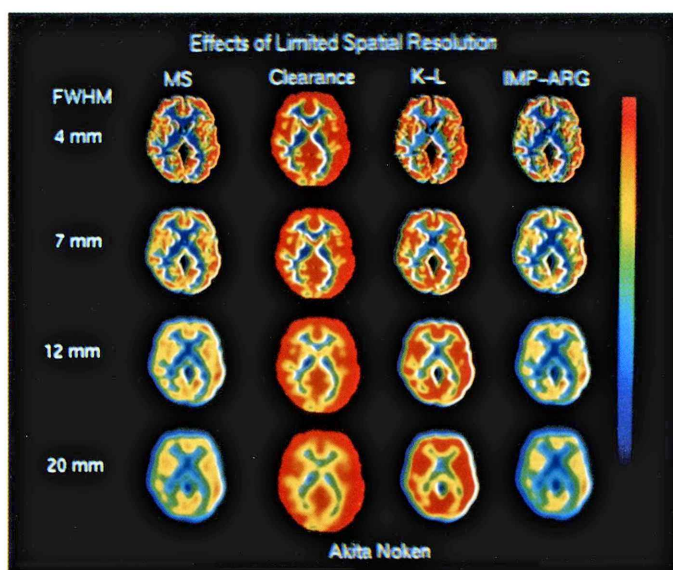 Effects of Limited Spatial Resolution
MS Clearance K-L IMP-ARG
FWHM
4 mm
7 mm
12 mm
20 mm
Akita Noken